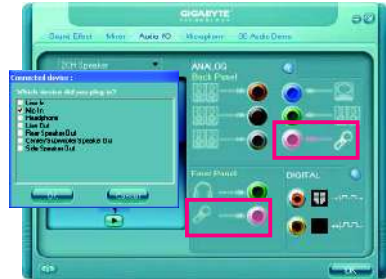 GIGABYTE
TECHNOLOGY
Sound Effect
Mixer
Audio I/O
Microphone
3D Audio Demo
2CH Speaker
ANALOG
Back Panel
Connected device :
Which device did you plug in?
Line In
Mic In
Headphone
Line Out
Rear Speaker Out
Center/Subwoofer Speaker Out
Side Speaker Out
OK
Cancel
Front Panel
DIGITAL
OK